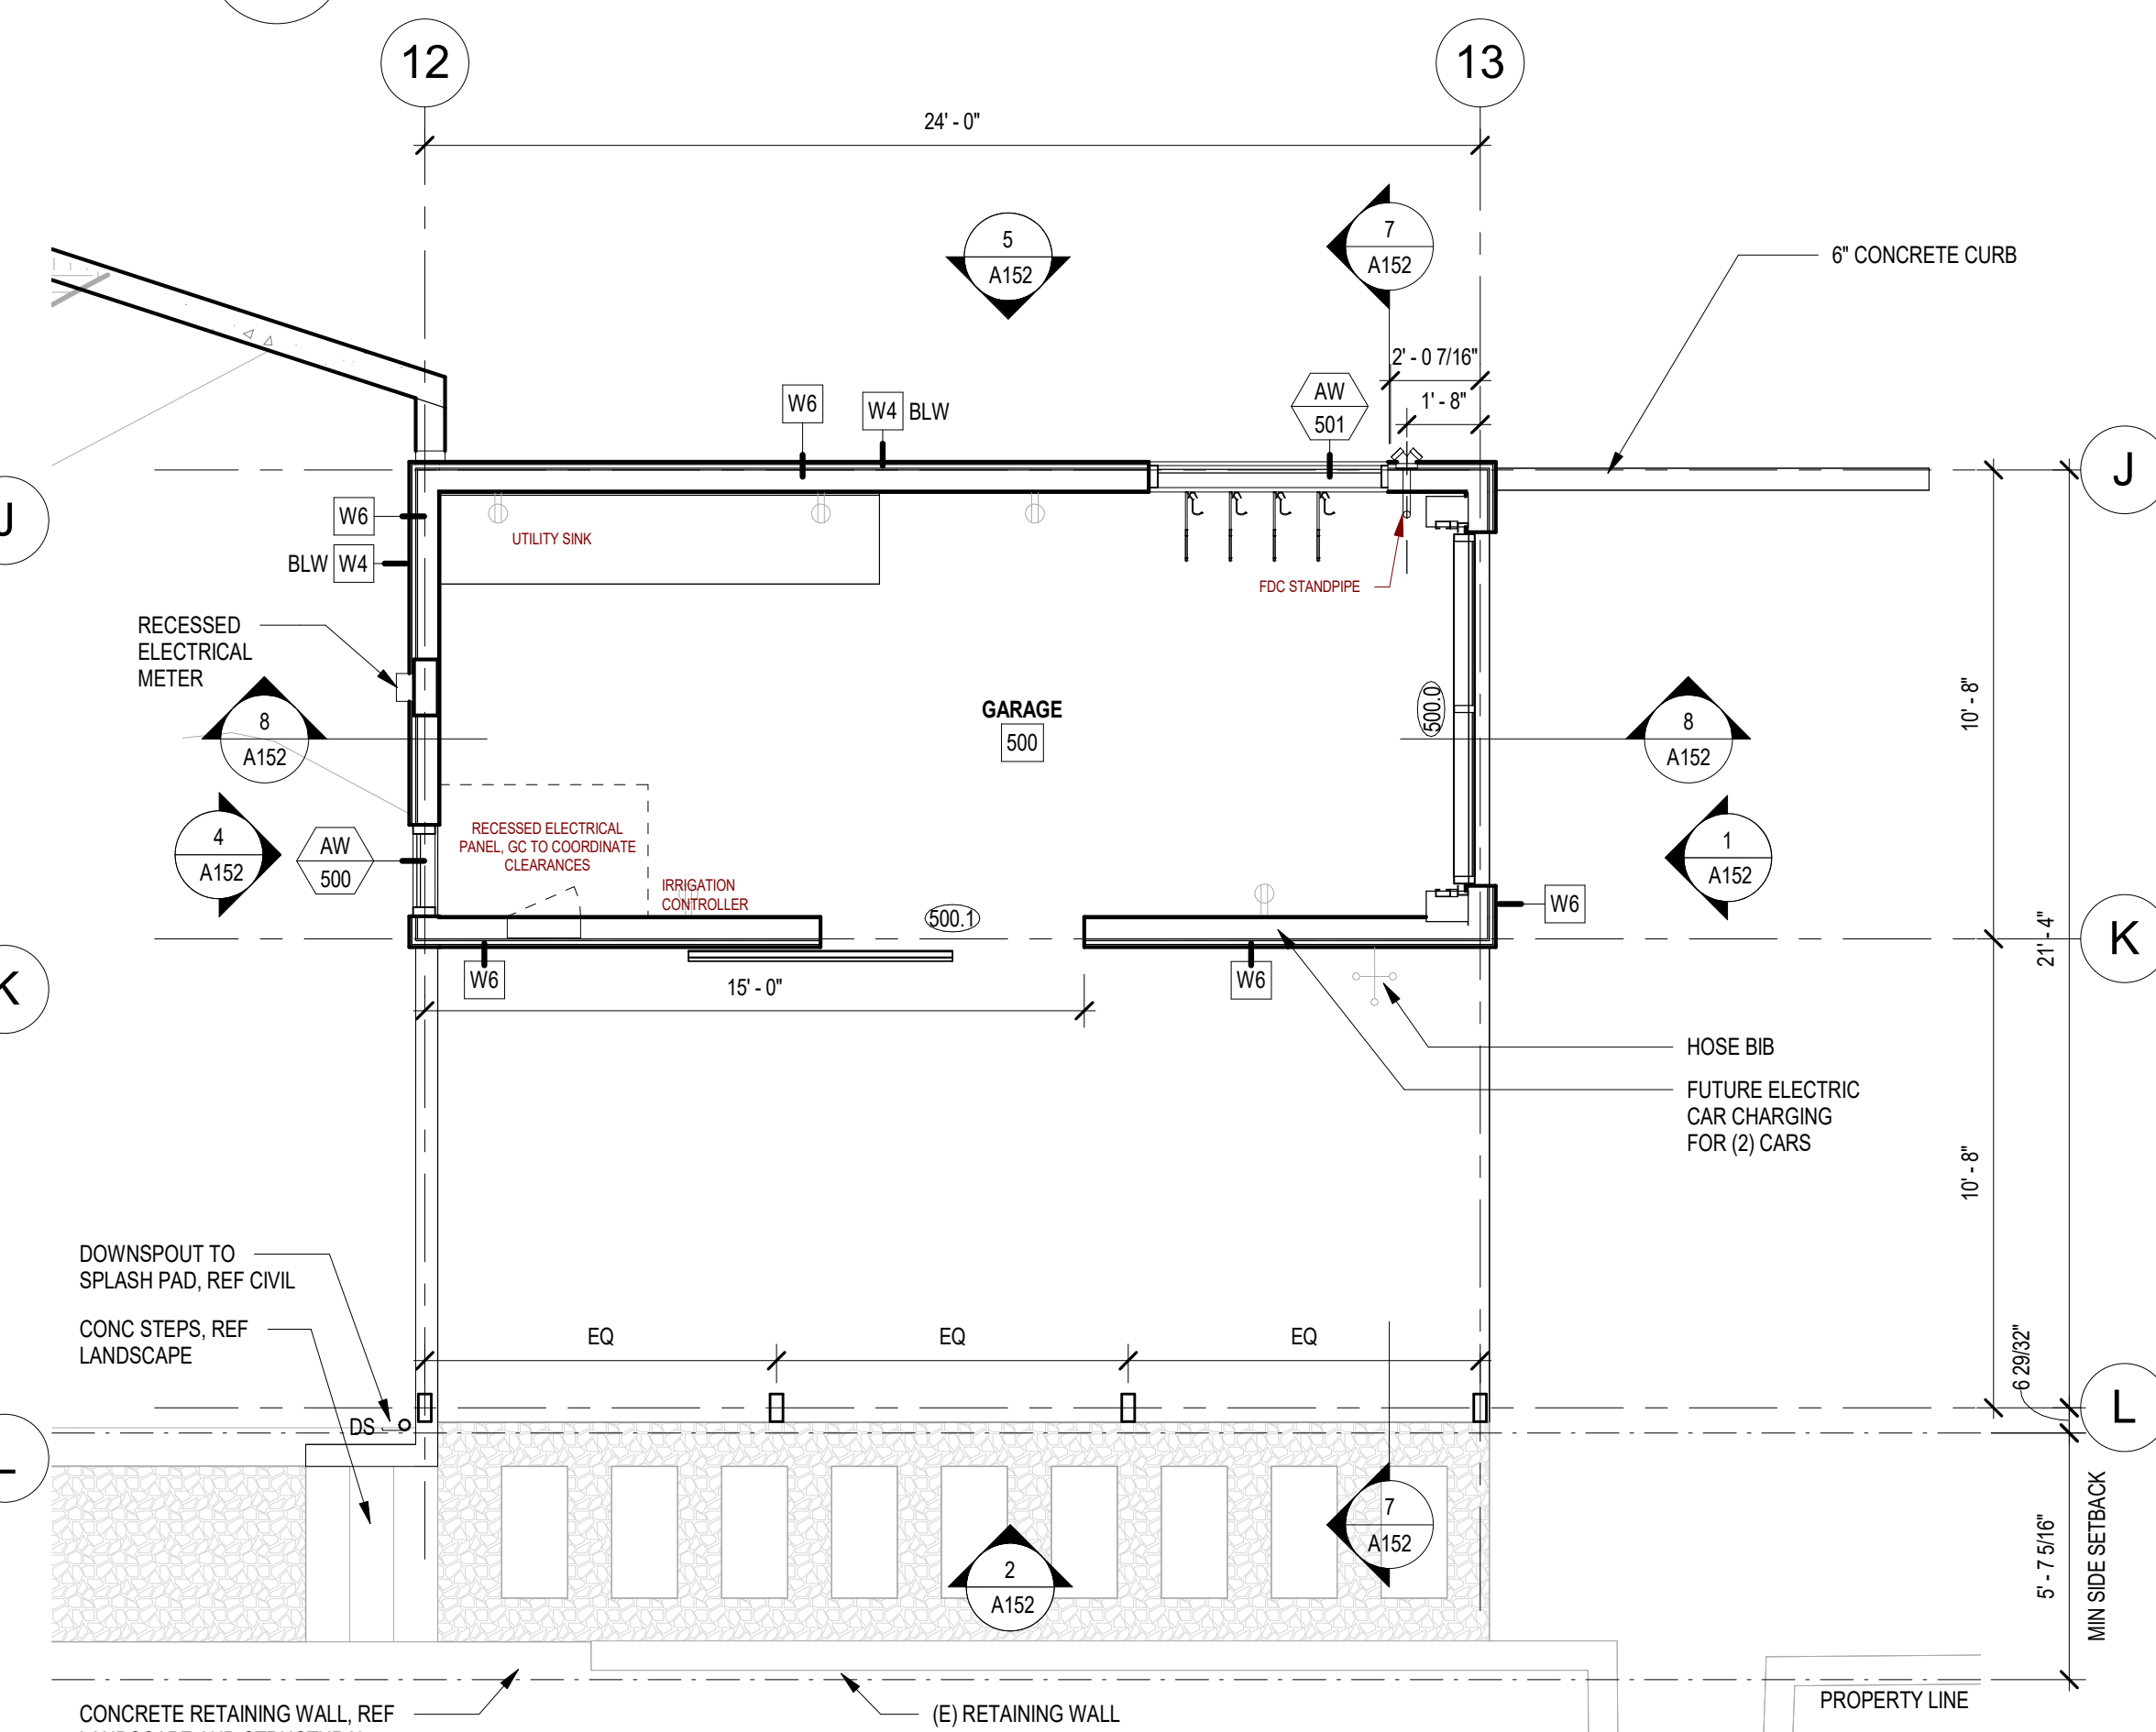 12
13
24' - 0"
5
A152
7
A152
6" CONCRETE CURB
2' - 0 7/16"
1' - 8"
W6
W4 BLW
AW
501
J
J
W6
BLW W4
UTILITY SINK
FDC STANDPIPE
RECESSED
ELECTRICAL
METER
8
A152
GARAGE
500
500.0
8
A152
10' - 8"
4
A152
AW
500
RECESSED ELECTRICAL
PANEL, GC TO COORDINATE
CLEARANCES
IRRIGATION
CONTROLLER
500.1
1
A152
W6
K
K
21' - 4"
W6
15' - 0"
W6
HOSE BIB
FUTURE ELECTRIC
CAR CHARGING
FOR (2) CARS
10' - 8"
DOWNSPOUT TO
SPLASH PAD, REF CIVIL
CONC STEPS, REF
LANDSCAPE
EQ
EQ
EQ
6 29/32"
DS
L
7
A152
2
A152
5' - 7 5/16"
MIN SIDE SETBACK
CONCRETE RETAINING WALL, REF
(E) RETAINING WALL
PROPERTY LINE